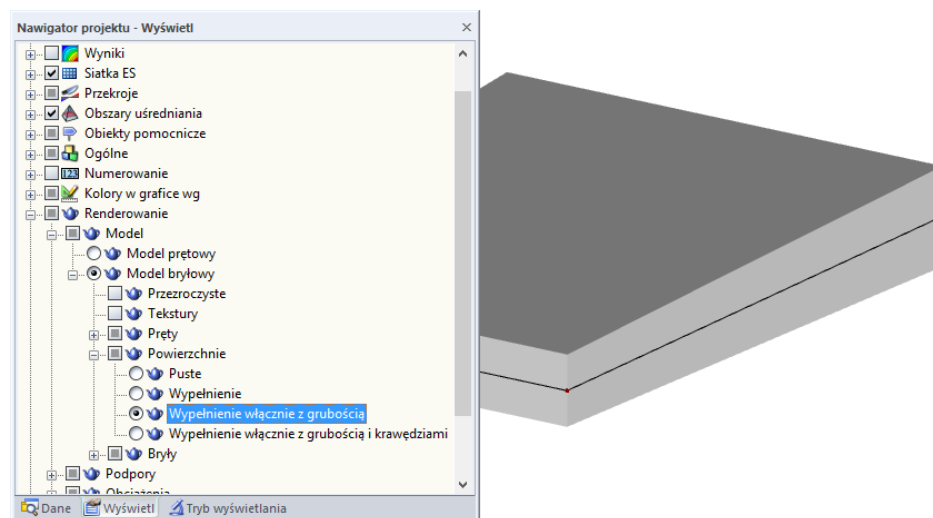 Nawigator projektu - Wyświetl
Wyniki
Siatka ES
Przekroje
Obszary uśredniania
Obiekty pomocnicze
Ogólne
123 Numerowanie
Kolory w grafice wg
Renderowanie
Model
Model prętowy
Model bryłowy
Przezroczyste
Tekstury
Pręty
Powierzchnie
Puste
Wypełnienie
Wypełnienie włącznie z grubością
Wypełnienie włącznie z grubością i krawędziami
Bryły
Podpory
Obciążenia
Dane Wyświetl Tryb wyświetlania